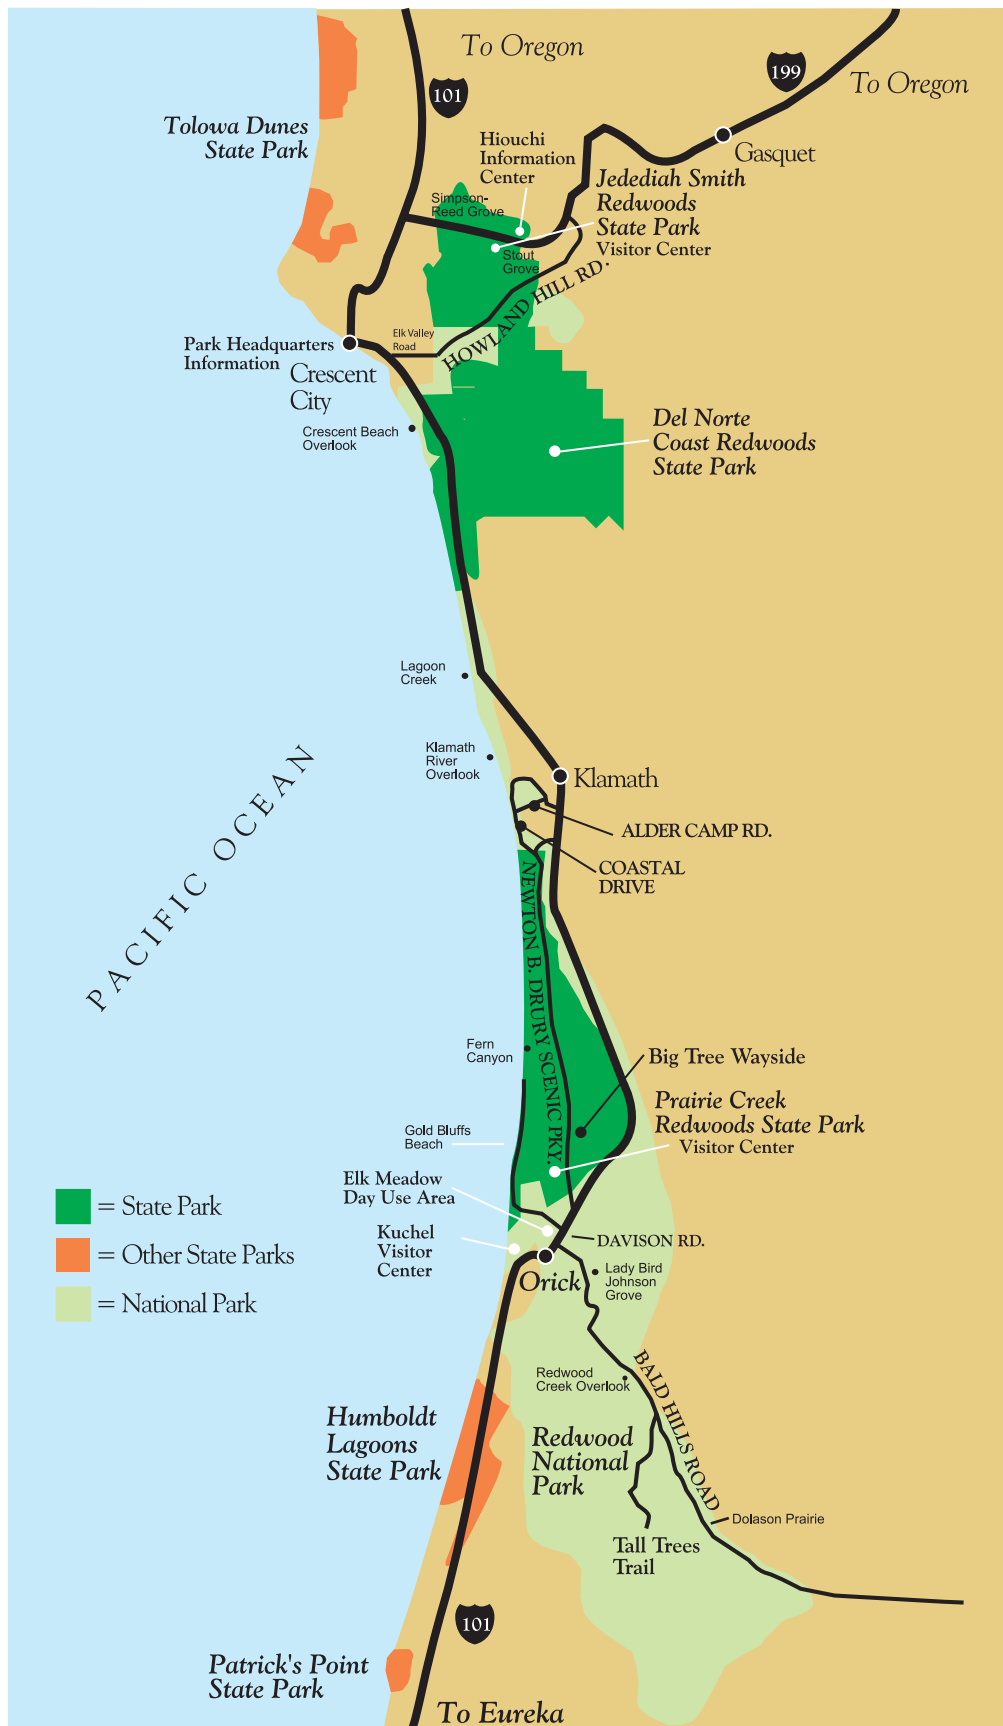 To Oregon
101
199
To Oregon
Tolowa Dunes
State Park
Hiouchi
Information
Center
Gasquet
Jedediah Smith
Redwoods
State Park
Visitor Center
Simpson-
Reed Grove
Stout
Grove
HOWLAND HILL RD.
Elk Valley
Road
Park Headquarters
Information
Crescent
City
Crescent Beach
Overlook
Del Norte
Coast Redwoods
State Park
Lagoon
Creek
Klamath
River
Overlook
Klamath
ALDER CAMP RD.
COASTAL
DRIVE
PACIFIC OCEAN
NEWTON B. DRURY SCENIC PKY.
Fern
Canyon
Big Tree Wayside
Prairie Creek
Redwoods State Park
Visitor Center
Gold Bluffs
Beach
Elk Meadow
Day Use Area
Kuchel
Visitor
Center
= State Park
= Other State Parks
= National Park
DAVISON RD.
Orick
Lady Bird
Johnson
Grove
Redwood
Creek Overlook
BALD HILLS ROAD
Humboldt
Lagoons
State Park
Redwood
National
Park
Dolason Prairie
Tall Trees
Trail
101
Patrick's Point
State Park
To Eureka